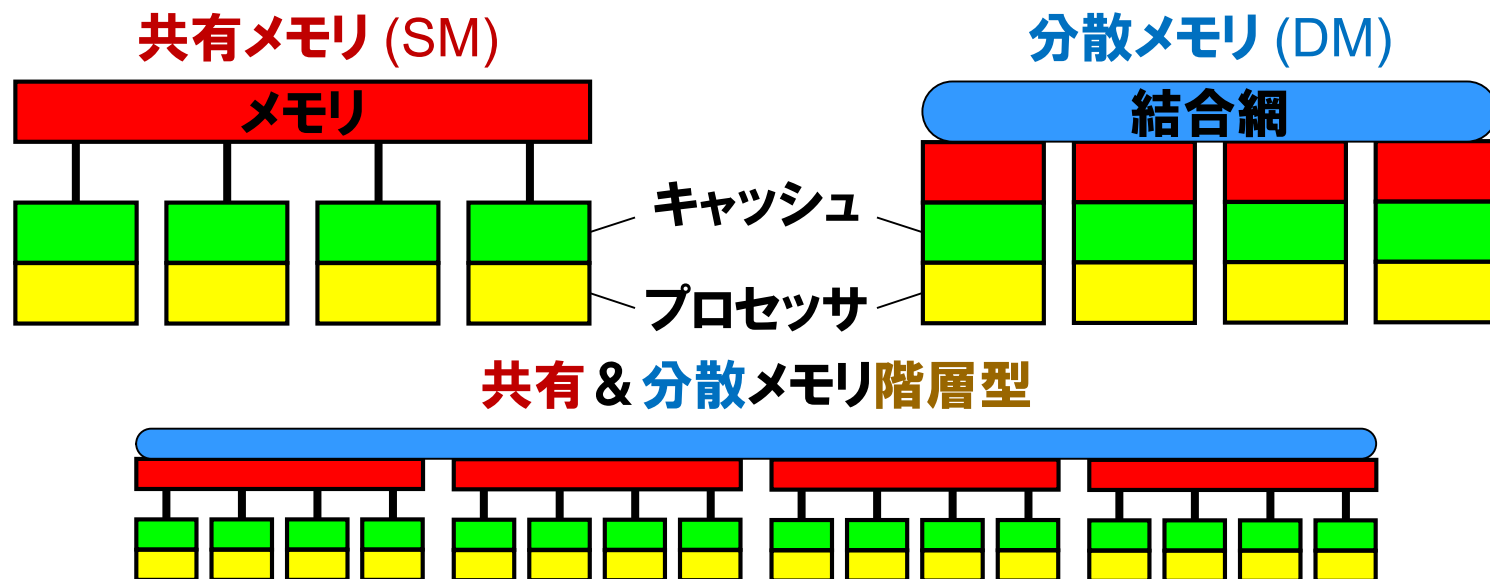 共有メモリ (SM)
分散メモリ (DM)
メモリ
結合網
キャッシュ
プロセッサ
共有 & 分散メモリ階層型